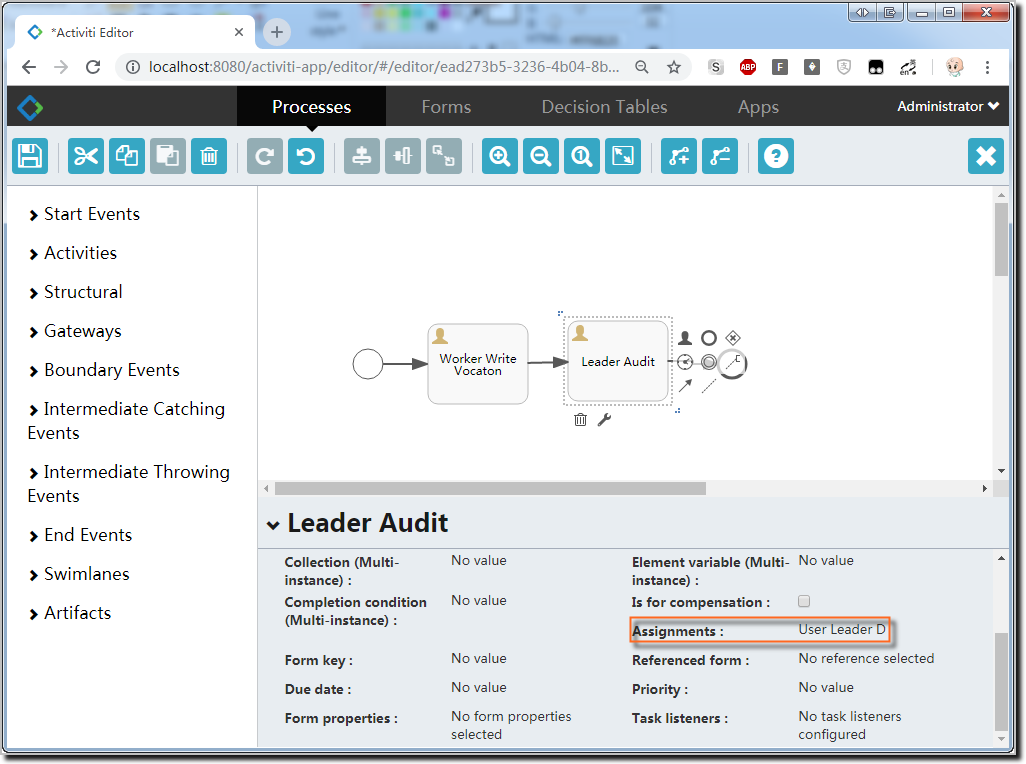 *Activiti Editor
localhost:8080/activiti-app/editor/#/editor/ead273b5-3236-4b04-8b...
S
ABP
F
en
Processes
Forms
Decision Tables
Apps
Administrator
1
?
Start Events
Activities
Structural
Gateways
Boundary Events
Intermediate Catching
Events
Intermediate Throwing
Events
End Events
Swimlanes
Artifacts
Worker Write
Vocaton
Leader Audit
Leader Audit
Collection (Multi-
instance) :
No value
Element variable (Multi-
instance) :
No value
Completion condition
(Multi-instance) :
No value
Is for compensation :
Assignments :
User Leader D
Form key :
No value
Referenced form :
No reference selected
Due date :
No value
Priority :
No value
Form properties :
No form properties
selected
Task listeners :
No task listeners
configured